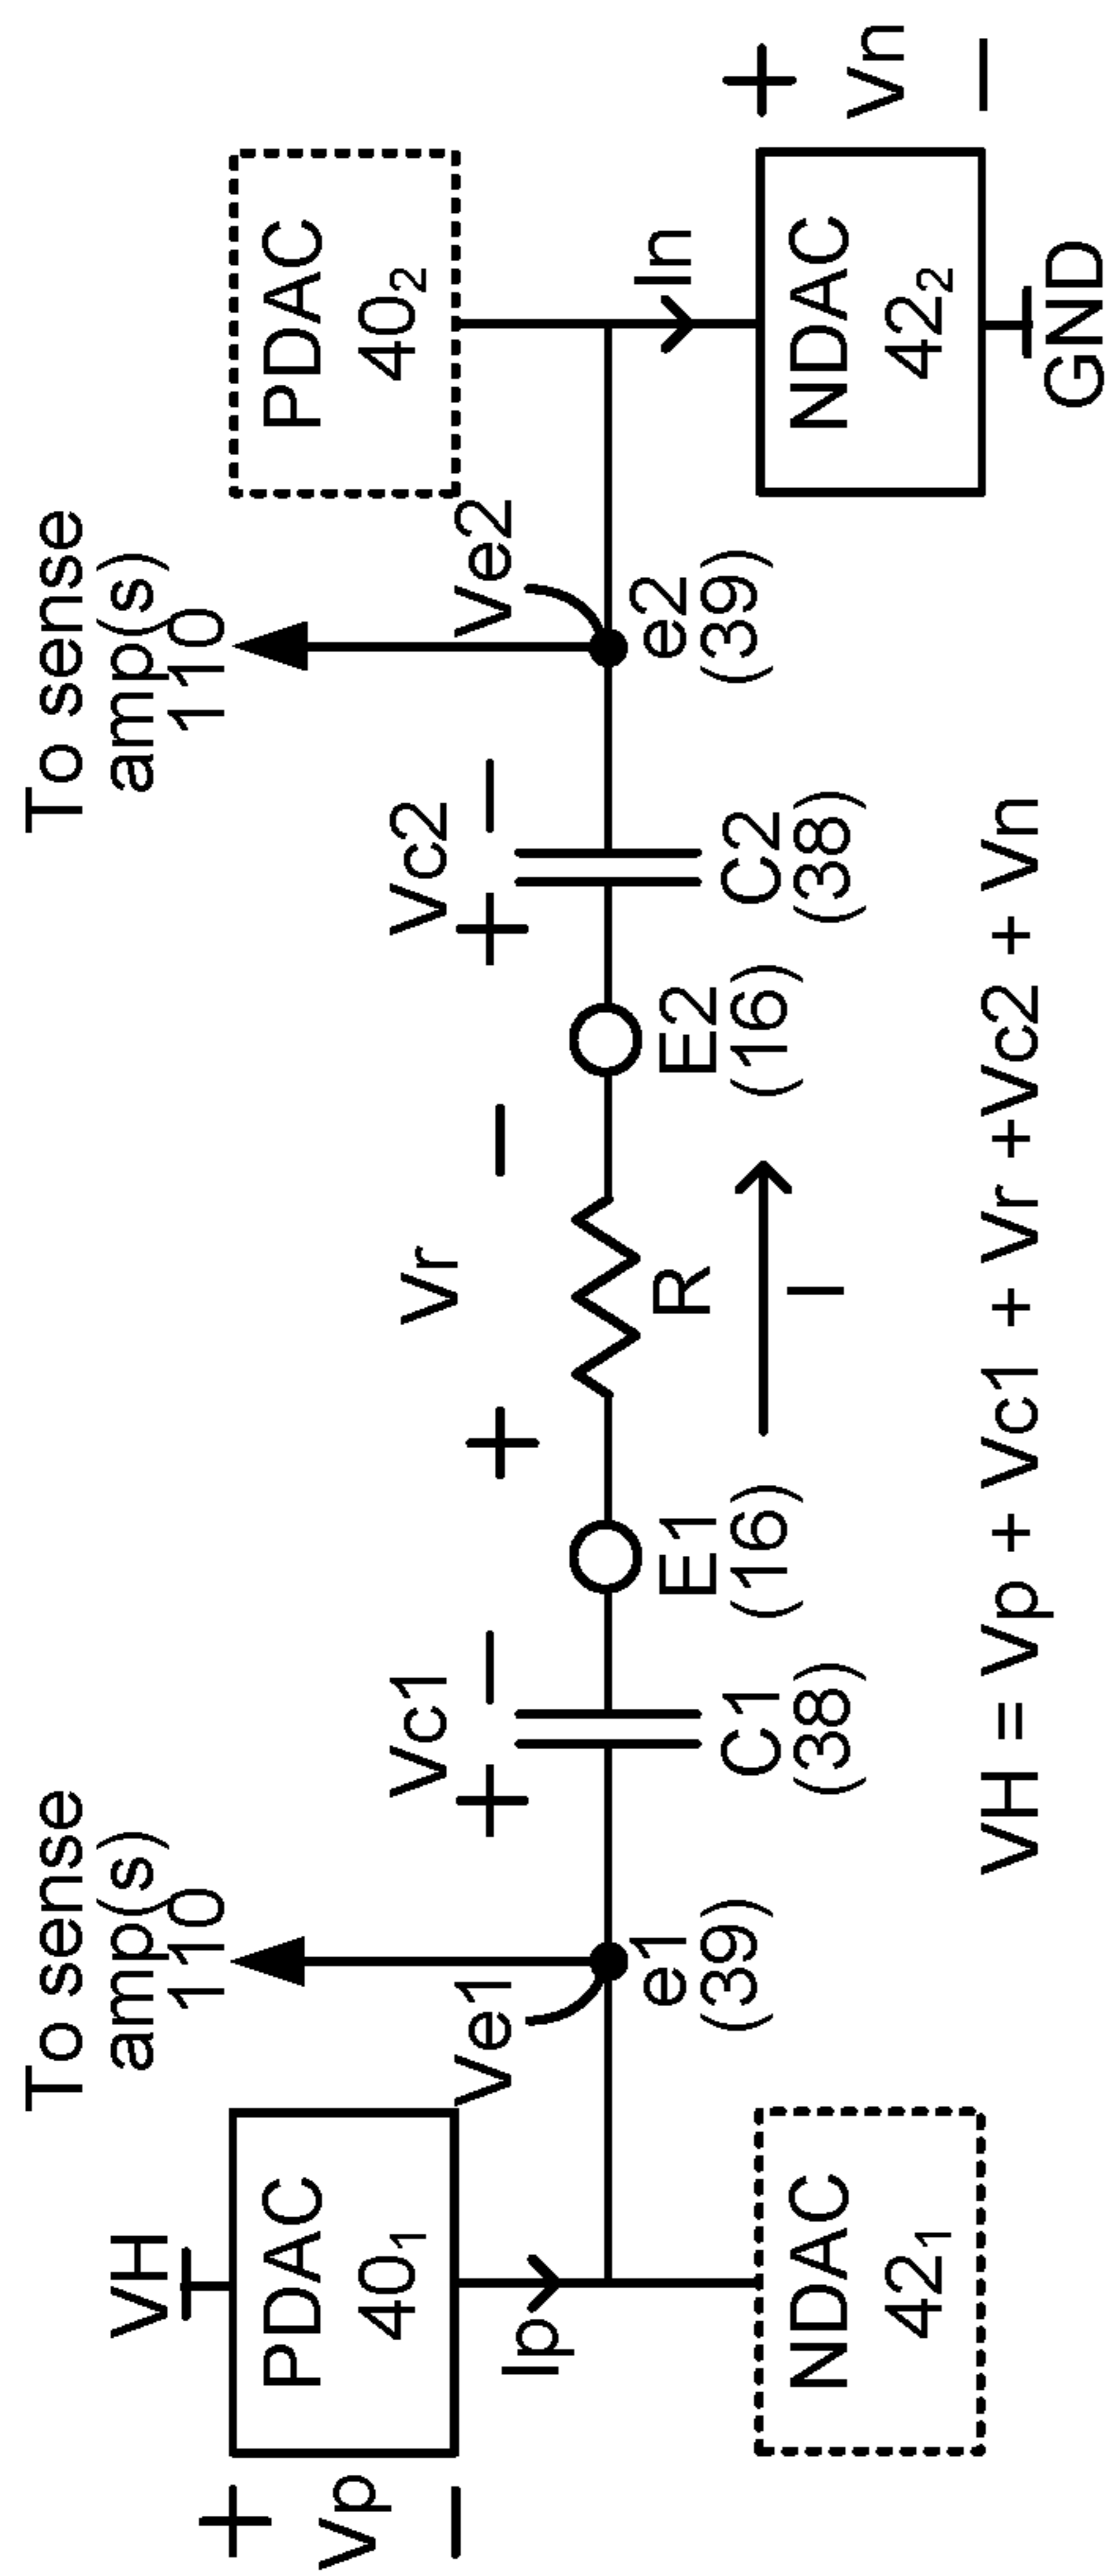 To sense
amp(s)
110
To sense
amp(s)
110
VH
+
Vp
−
PDAC
40₁
Ip
Ve1
e1
(39)
NDAC
42₁
Vc1
+ −
C1
(38)
E1
(16)
Vr
+ −
R
I
E2
(16)
Vc2
+ −
C2
(38)
Ve2
e2
(39)
PDAC
40₂
In
NDAC
42₂
+
Vn
−
GND
VH = Vp + Vc1 + Vr +Vc2 + Vn